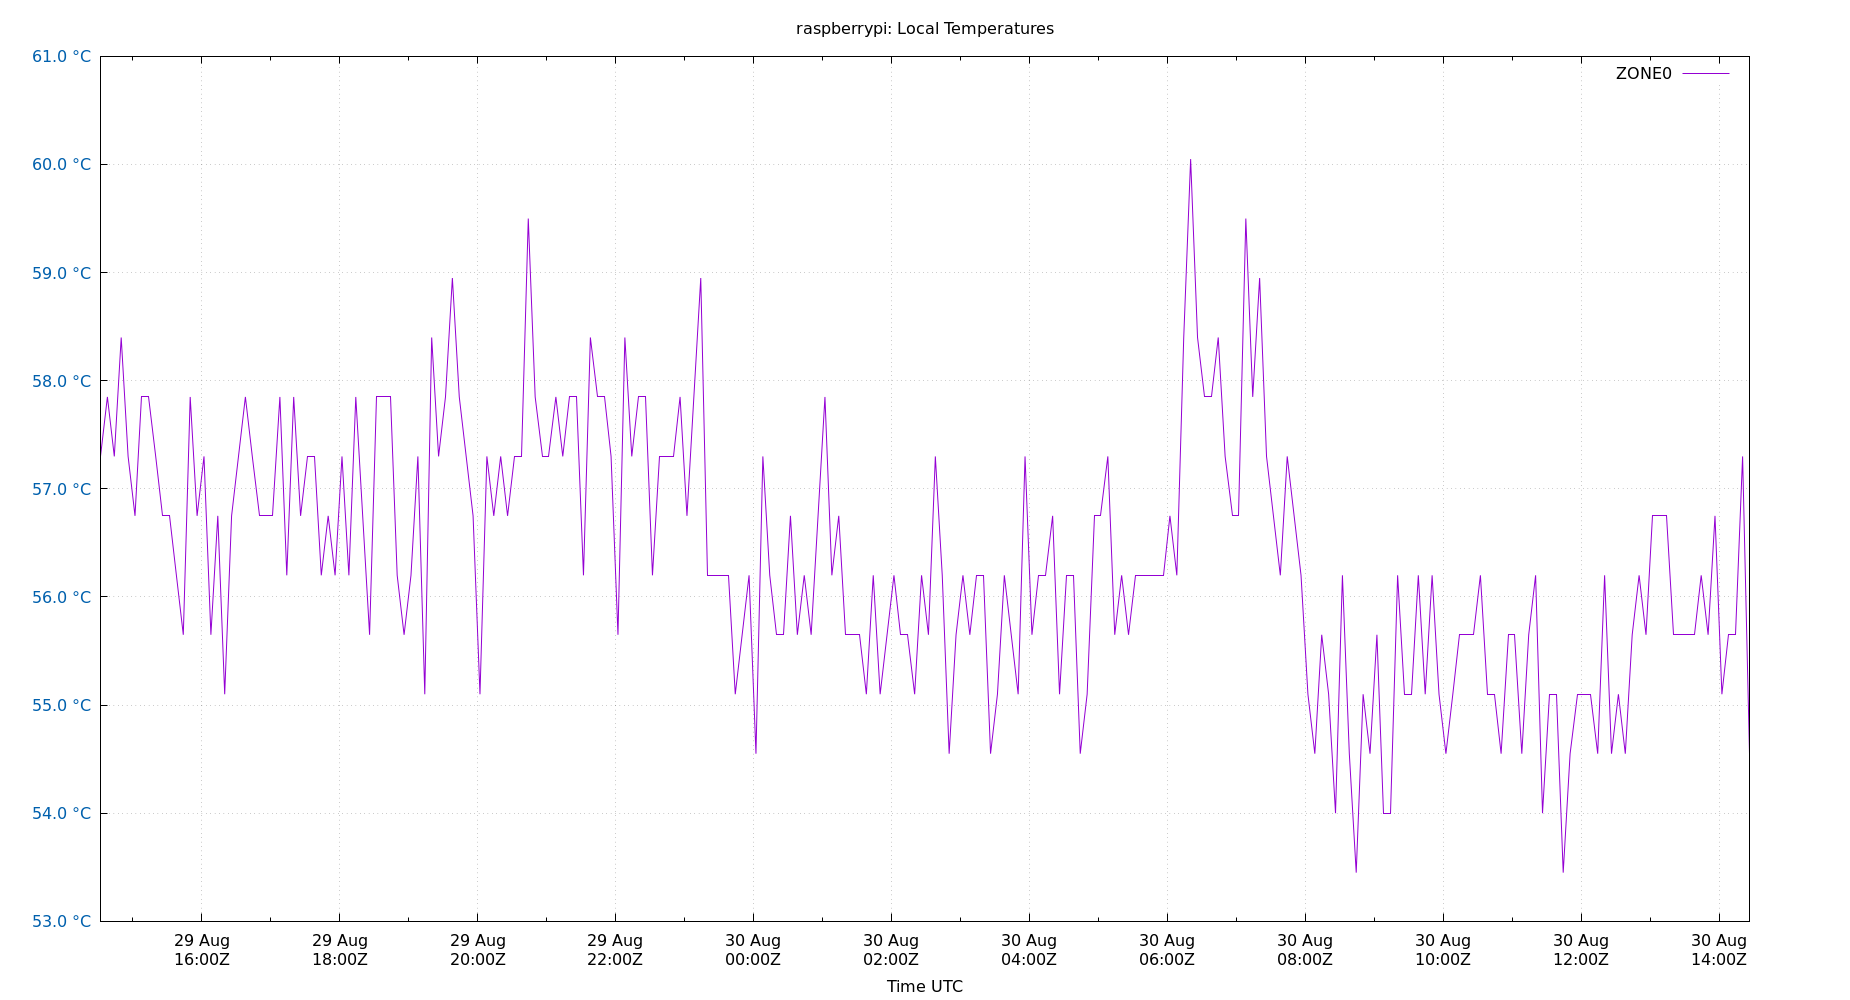 raspberrypi: Local Temperatures
61.0 °C
60.0 °C
59.0 °C
58.0 °C
57.0 °C
56.0 °C
55.0 °C
54.0 °C
53.0 °C
ZONE0
29 Aug 29 Aug 29 Aug 29 Aug 30 Aug 30 Aug 30 Aug 30 Aug 30 Aug 30 Aug 30 Aug 30 Aug
16:00Z 18:00Z 20:00Z 22:00Z 00:00Z 02:00Z 04:00Z 06:00Z 08:00Z 10:00Z 12:00Z 14:00Z
Time UTC